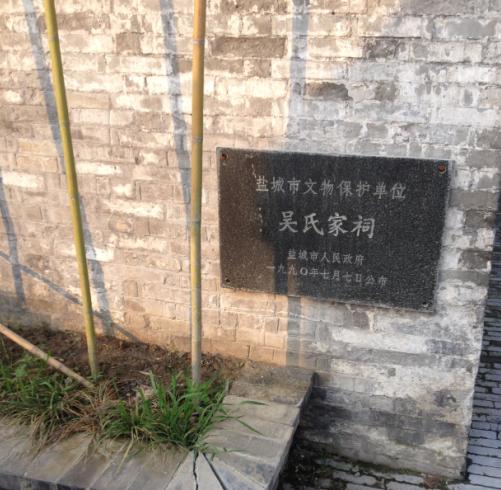 盐城市文物保护单位
吴氏家祠
盐城市人民政府
一九九〇年七月七日公布